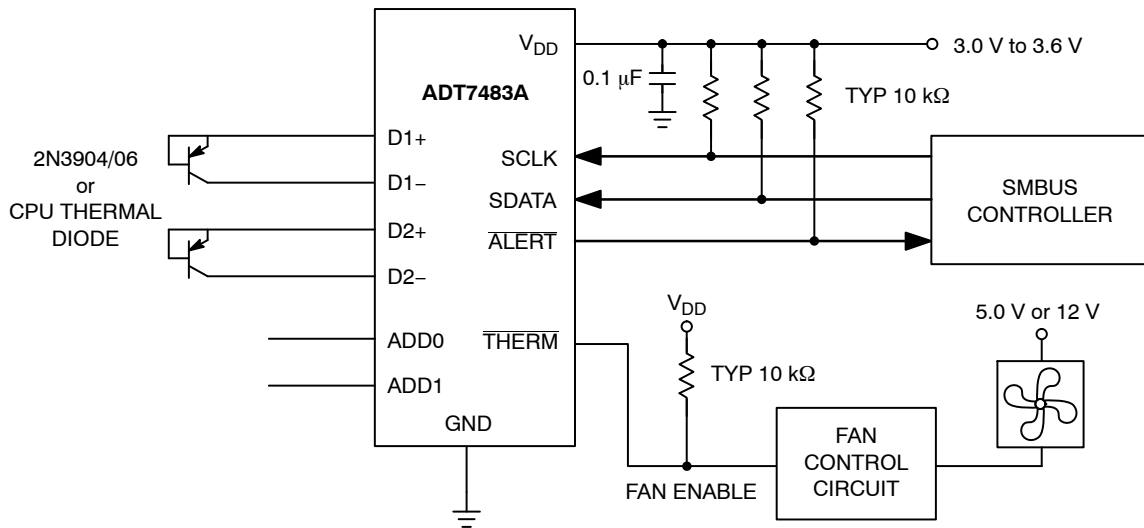 V_DD
3.0 V to 3.6 V
0.1 μF
ADT7483A
TYP 10 kΩ
D1+
2N3904/06
or
CPU THERMAL
DIODE
D1−
D2+
D2−
SCLK
SDATA
ALERT
SMBUS
CONTROLLER
ADD0
ADD1
THERM
GND
V_DD
TYP 10 kΩ
5.0 V or 12 V
FAN ENABLE
FAN
CONTROL
CIRCUIT